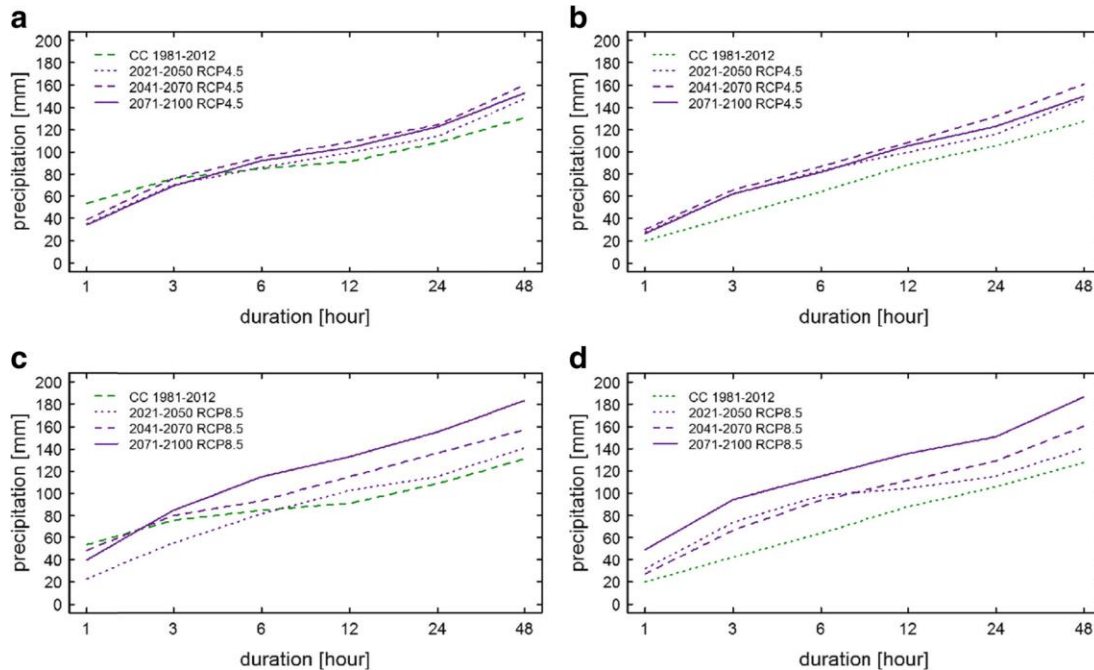 a
200
180
160
140
120
100
80
60
40
20
0
precipitation [mm]
CC 1981-2012
2021-2050 RCP4.5
2041-2070 RCP4.5
2071-2100 RCP4.5
1 3 6 12 24 48
duration [hour]
b
200
180
160
140
120
100
80
60
40
20
0
precipitation [mm]
CC 1981-2012
2021-2050 RCP4.5
2041-2070 RCP4.5
2071-2100 RCP4.5
1 3 6 12 24 48
duration [hour]
c
200
180
160
140
120
100
80
60
40
20
0
precipitation [mm]
CC 1981-2012
2021-2050 RCP8.5
2041-2070 RCP8.5
2071-2100 RCP8.5
1 3 6 12 24 48
duration [hour]
d
200
180
160
140
120
100
80
60
40
20
0
precipitation [mm]
CC 1981-2012
2021-2050 RCP8.5
2041-2070 RCP8.5
2071-2100 RCP8.5
1 3 6 12 24 48
duration [hour]